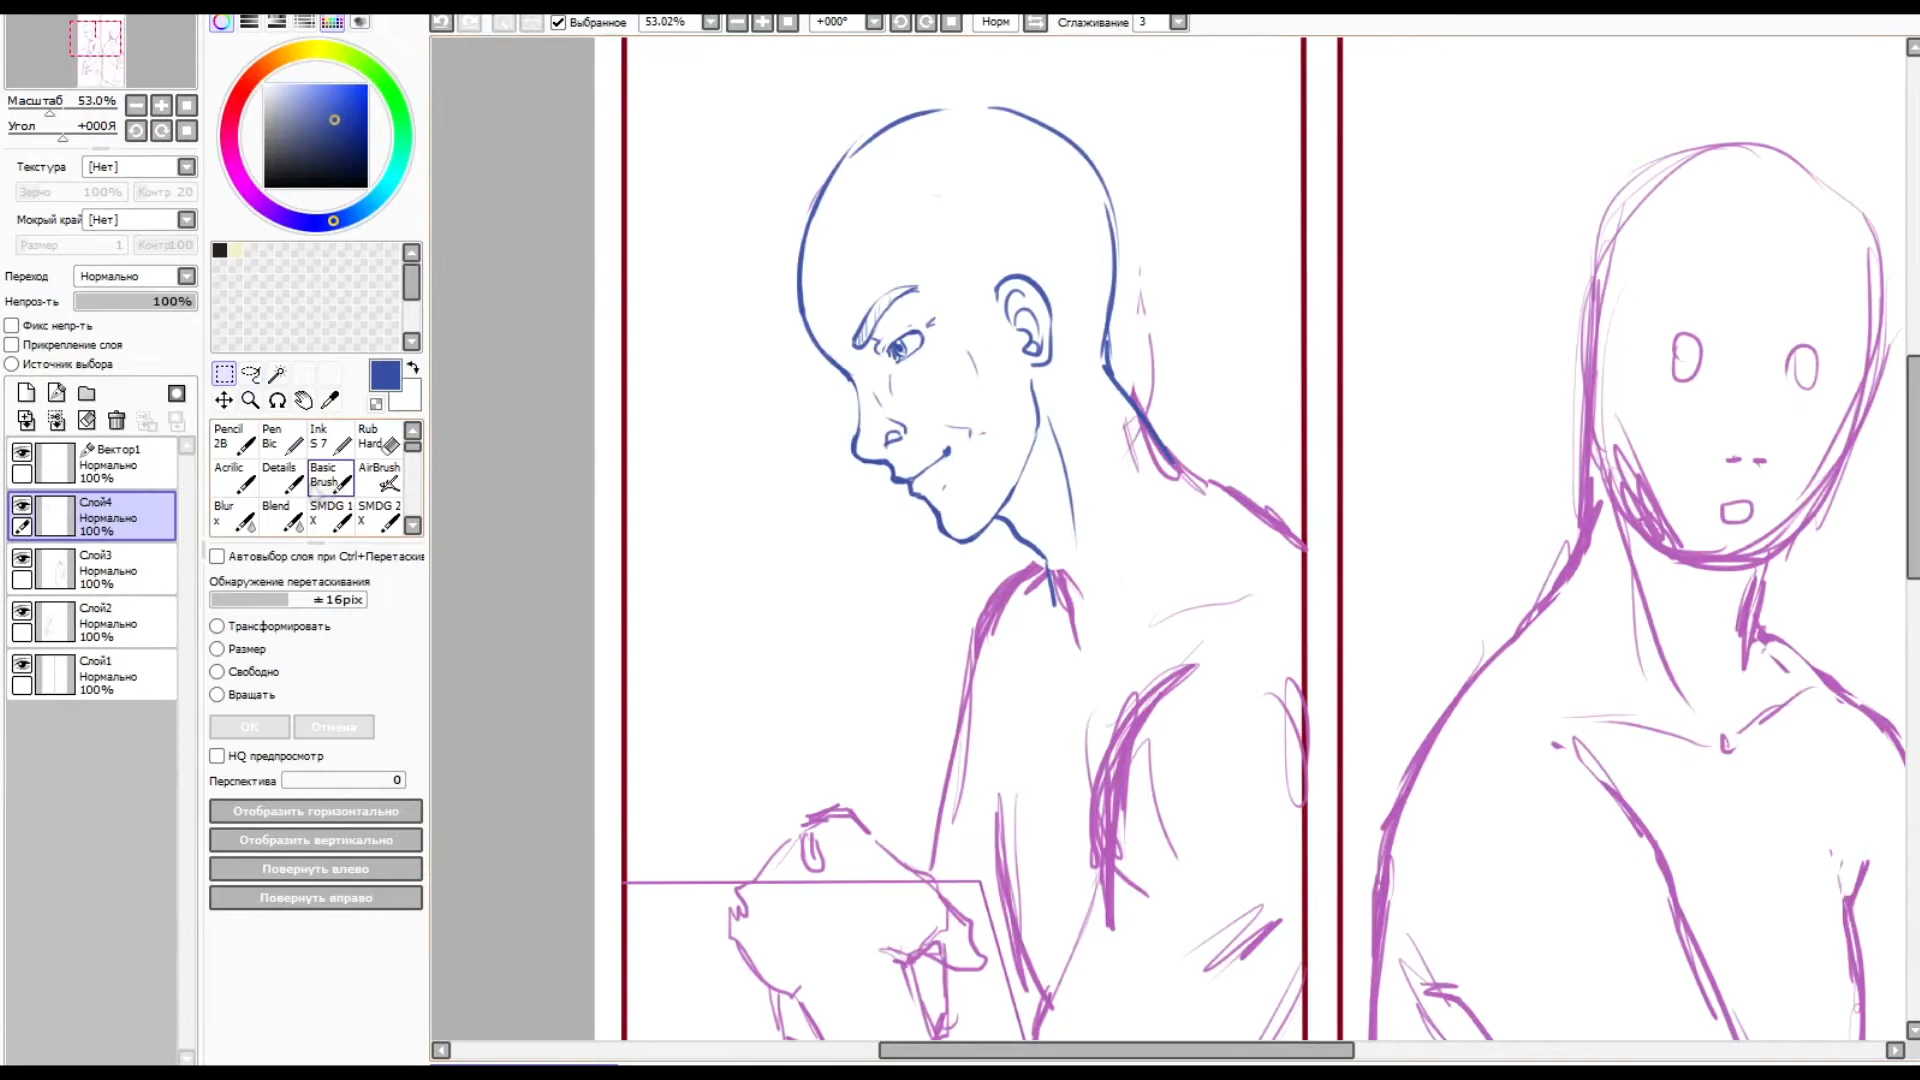 Выбранное 53.02% +000° Норм Сглаживание 3
Масштаб 53.0%
Угол +000Я
Текстура [Нет]
Зерно 100% Контр 20
Мокрый край [Нет]
Размер 1 Контр100
Переход Нормально
Непроз-ть 100%
Фикс непр-ть
Прикрепление слоя
Источник выбора
Вектор1
Нормально
100%
Слой4
Нормально
100%
Слой3
Нормально
100%
Слой2
Нормально
100%
Слой1
Нормально
100%
Pencil 2B
Pen Bic
Ink S 7
Rub Hard
Acrilic
Details
Basic Brush
AirBrush
Blur x
Blend
SMDG 1 X
SMDG 2 X
Автовыбор слоя при Ctrl+Перетаскив
Обнаружение перетаскивания
±16pix
Трансформировать
Размер
Свободно
Вращать
ОК Отмена
HQ предпросмотр
Перспектива 0
Отобразить горизонтально
Отобразить вертикально
Повернуть влево
Повернуть вправо